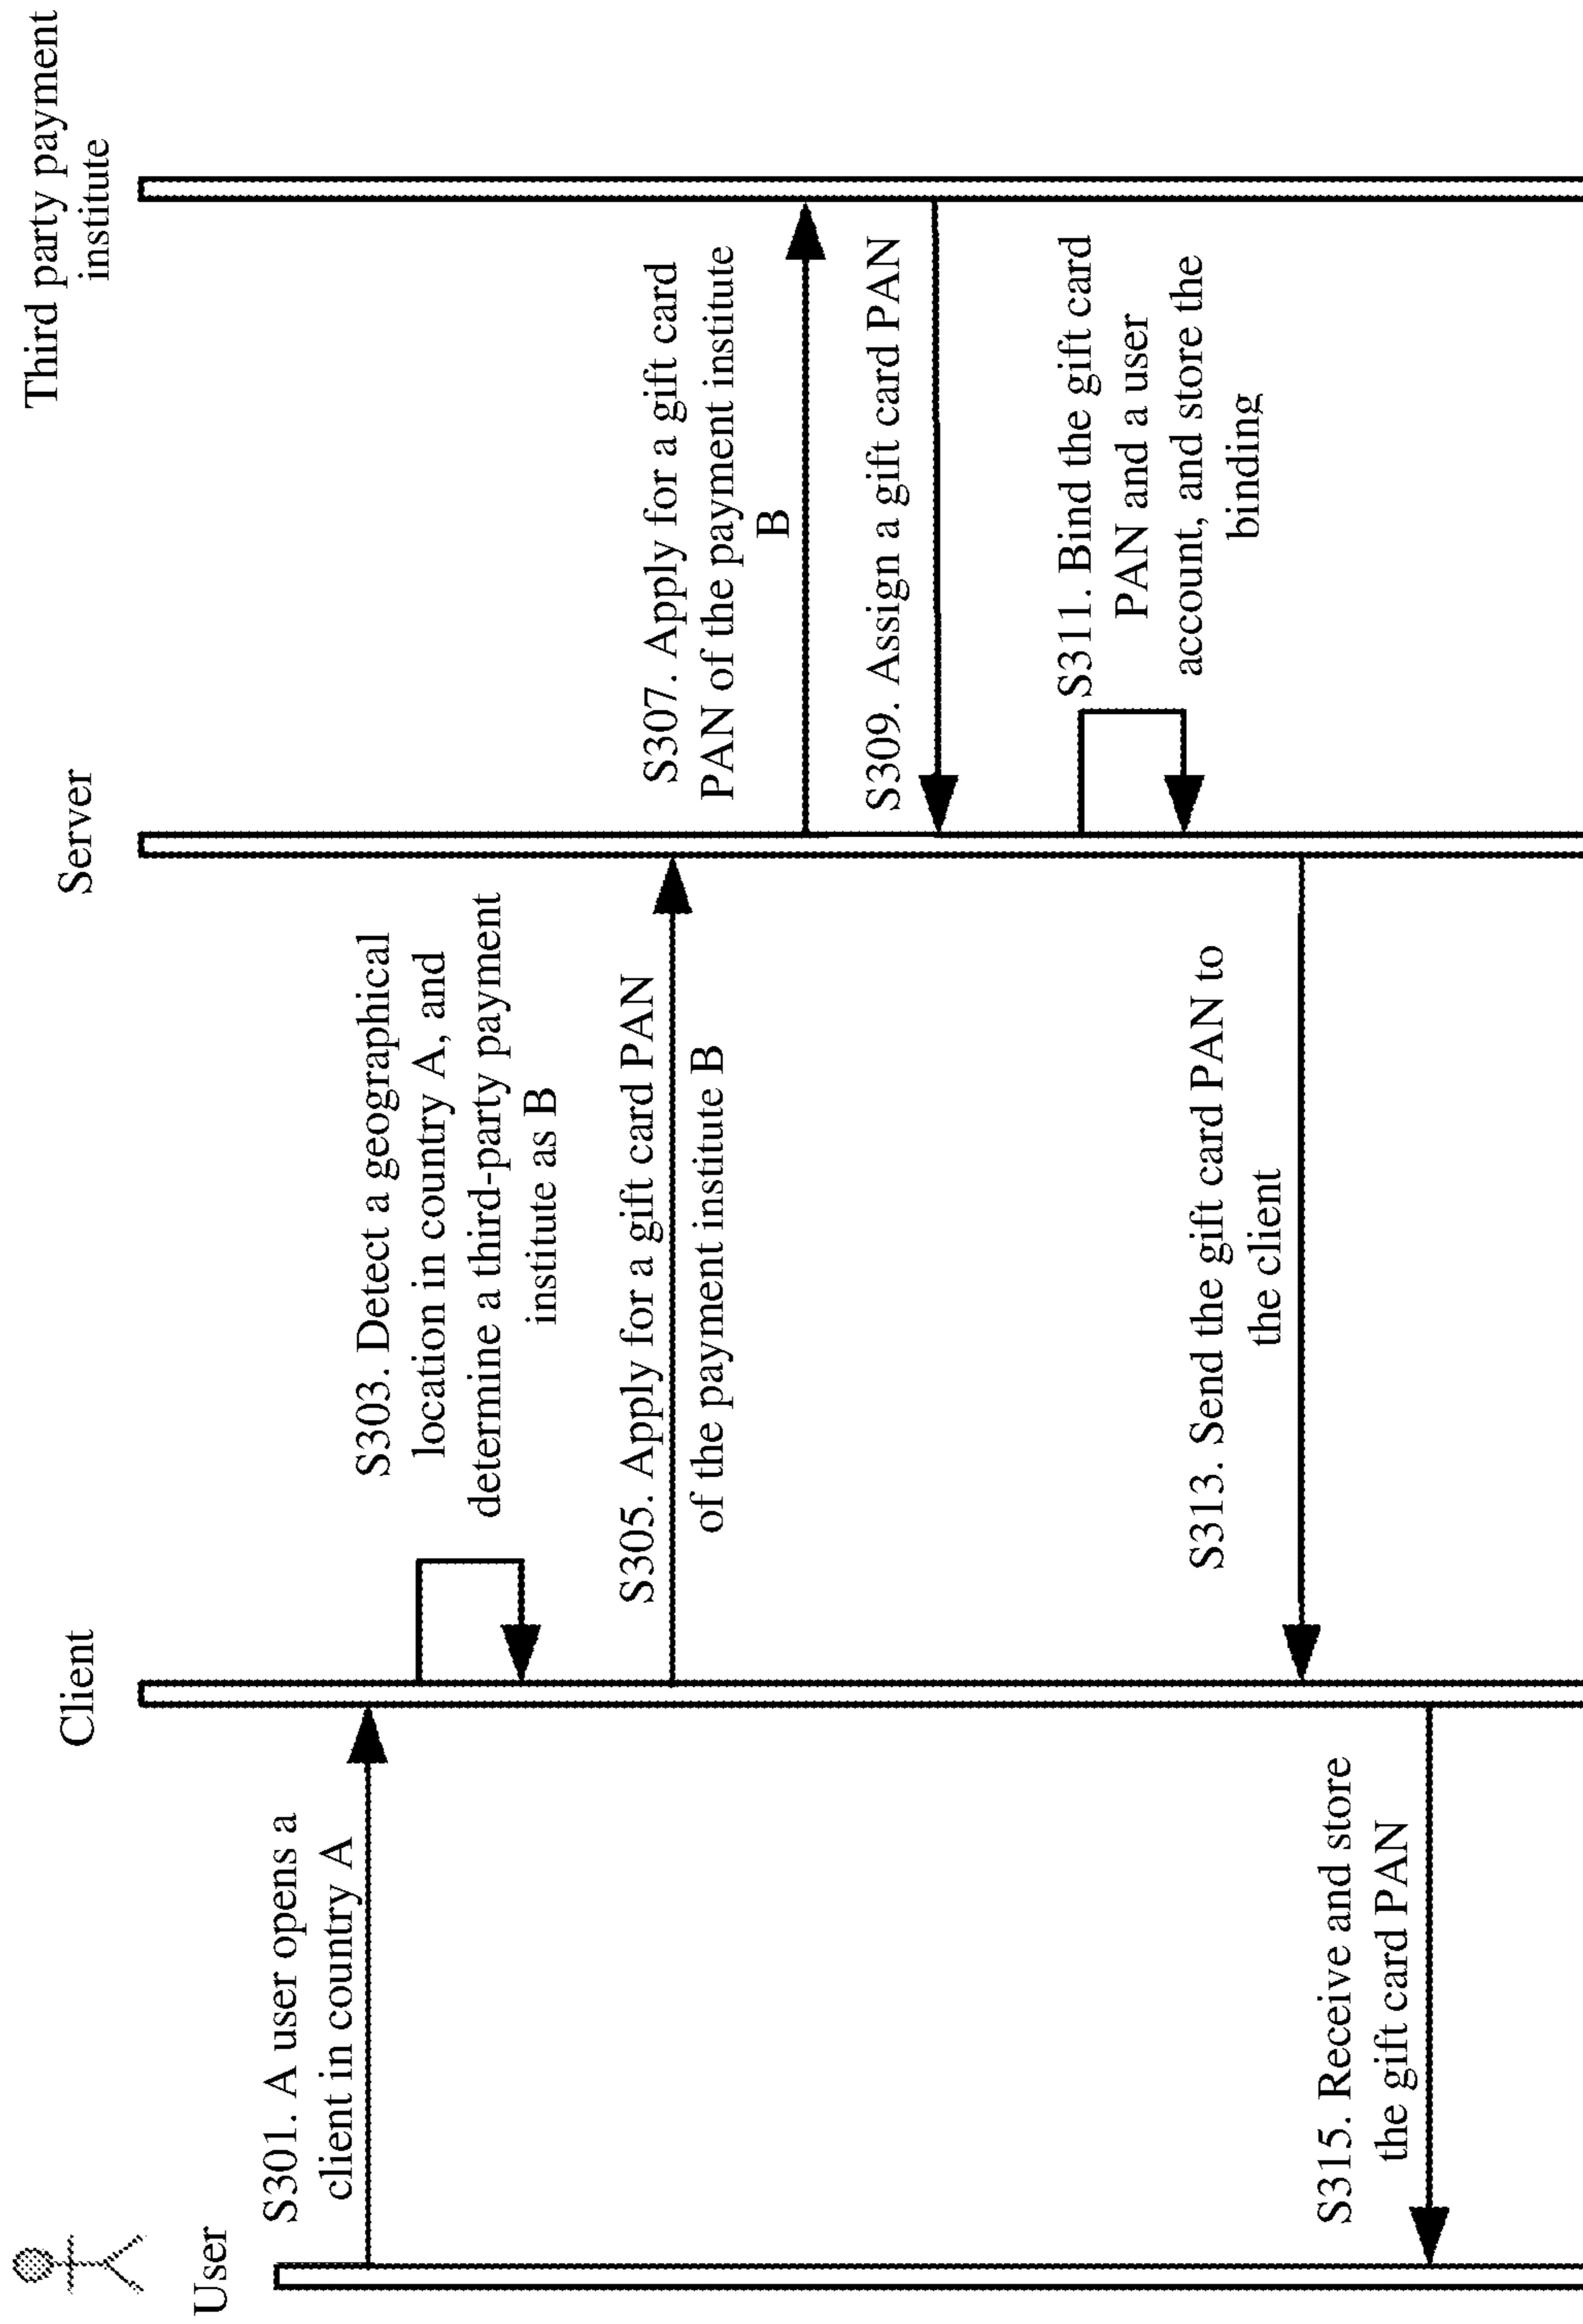 User
Client
Server
Third party payment
institute
S301. A user opens a
client in country A
S303. Detect a geographical
location in country A, and
determine a third-party payment
institute as B
S305. Apply for a gift card PAN
of the payment institute B
S307. Apply for a gift card
PAN of the payment institute
B
S309. Assign a gift card PAN
S311. Bind the gift card
PAN and a user
account, and store the
binding
S313. Send the gift card PAN to
the client
S315. Receive and store
the gift card PAN